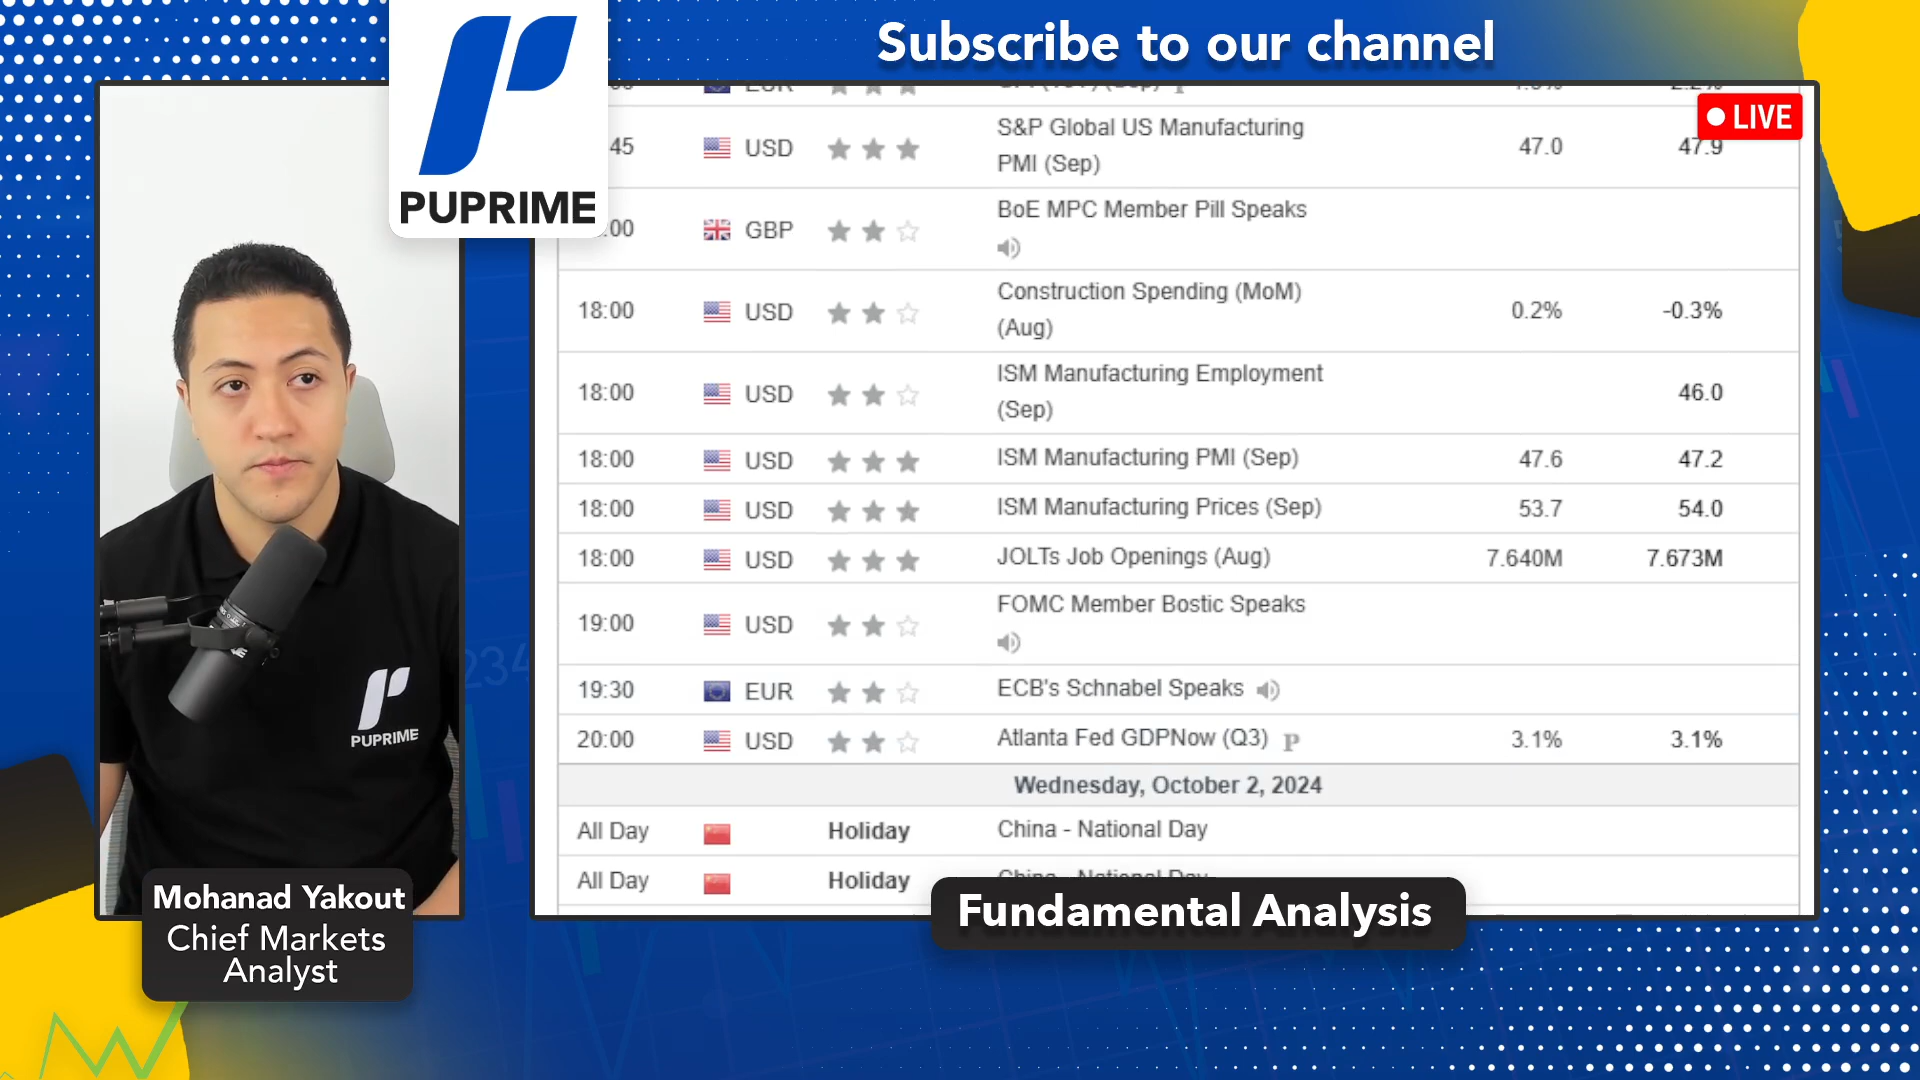 Subscribe to our channel
PUPRIME
LIVE
45 USD S&P Global US Manufacturing PMI (Sep) 47.0 47.9
:00 GBP BoE MPC Member Pill Speaks
18:00 USD Construction Spending (MoM) (Aug) 0.2% -0.3%
18:00 USD ISM Manufacturing Employment (Sep) 46.0
18:00 USD ISM Manufacturing PMI (Sep) 47.6 47.2
18:00 USD ISM Manufacturing Prices (Sep) 53.7 54.0
18:00 USD JOLTs Job Openings (Aug) 7.640M 7.673M
19:00 USD FOMC Member Bostic Speaks
19:30 EUR ECB's Schnabel Speaks
20:00 USD Atlanta Fed GDPNow (Q3) P 3.1% 3.1%
Wednesday, October 2, 2024
All Day Holiday China - National Day
All Day Holiday China - National Day
Fundamental Analysis
PUPRIME
Mohanad Yakout
Chief Markets
Analyst